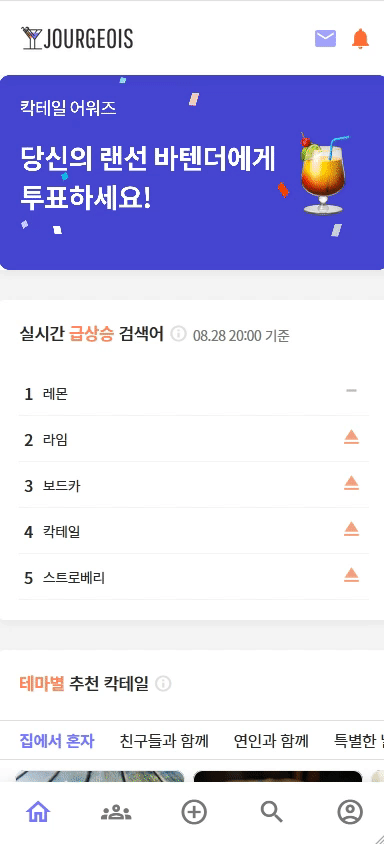 JOURGEOIS
칵테일 어워즈
당신의 랜선 바텐더에게
투표하세요!
실시간 급상승 검색어 08.28 20:00 기준
1 레몬
2 라임
3 보드카
4 칵테일
5 스트로베리
테마별 추천 칵테일
집에서 혼자 친구들과 함께 연인과 함께 특별한